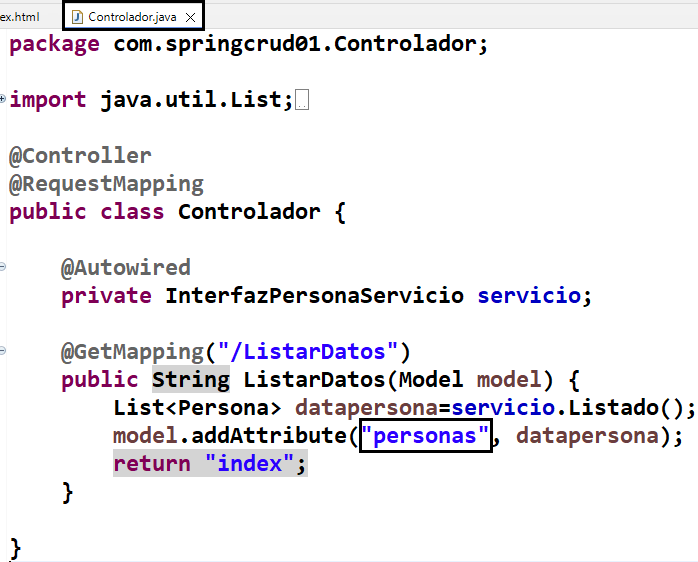 ex.html Controlador.java
package com.springcrud01.Controlador;
import java.util.List;
@Controller
@RequestMapping
public class Controlador {
@Autowired
private InterfazPersonaServicio servicio;
@GetMapping("/ListarDatos")
public String ListarDatos(Model model) {
List<Persona> datapersona=servicio.Listado();
model.addAttribute("personas", datapersona);
return "index";
}
}